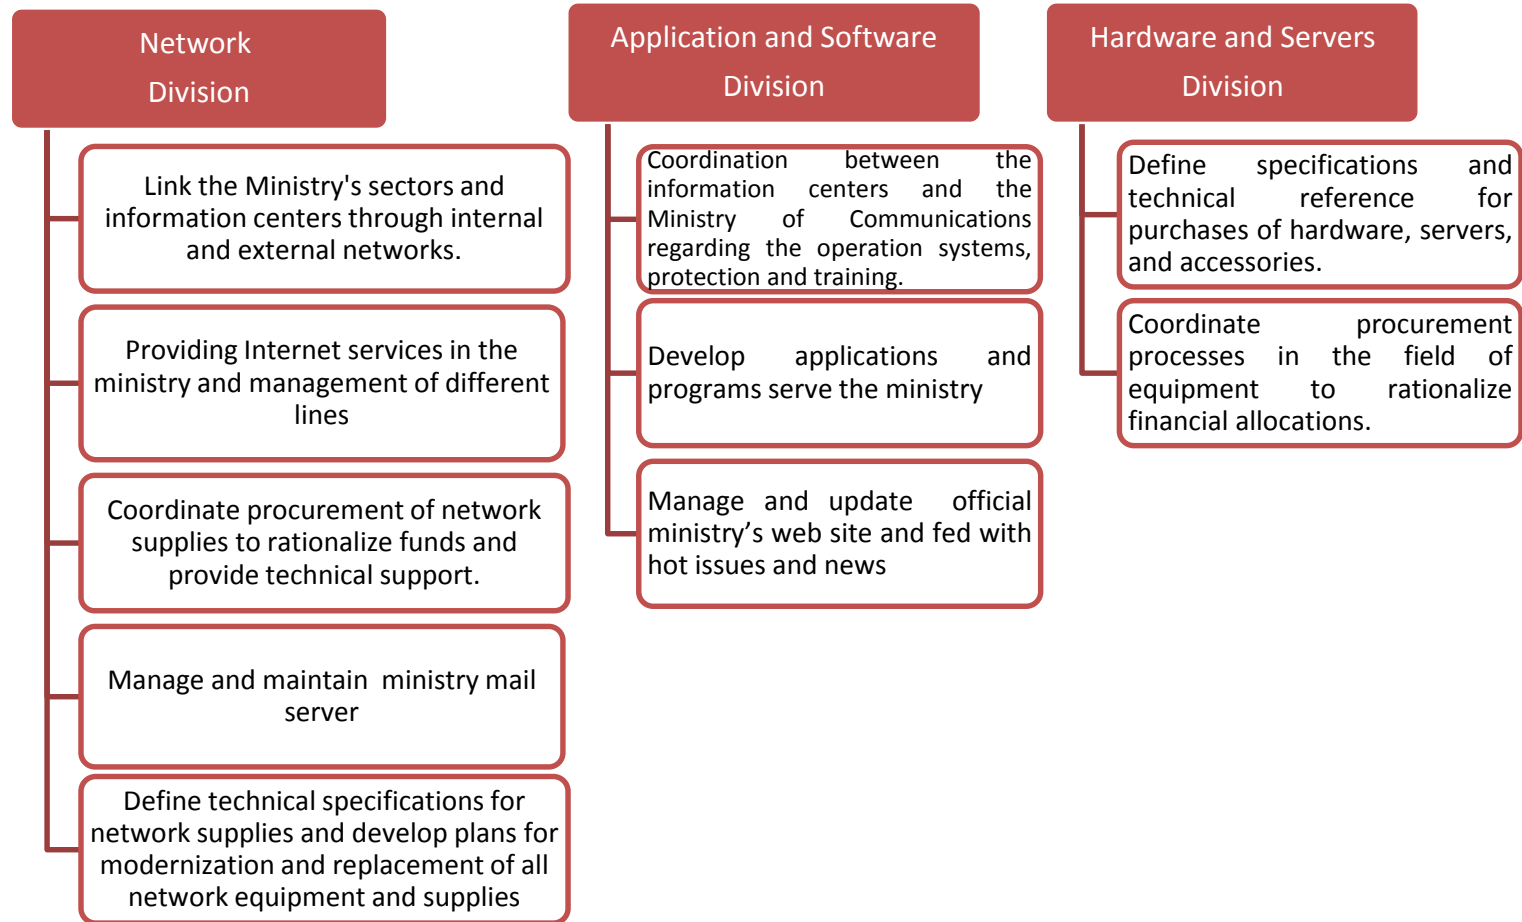 Network
Division
Link the Ministry's sectors and
information centers through internal
and external networks.
Providing Internet services in the
ministry and management of different
lines
Coordinate procurement of network
supplies to rationalize funds and
provide technical support.
Manage and maintain  ministry mail
server
Define technical specifications for
network supplies and develop plans for
modernization and replacement of all
network equipment and supplies
Application and Software
Division
Coordination between the
information centers and the
Ministry of Communications
regarding the operation systems,
protection and training.
Develop applications and
programs serve the ministry
Manage and update  official
ministry’s web site and fed with
hot issues and news
Hardware and Servers
Division
Define specifications and
technical reference for
purchases of hardware, servers,
and accessories.
Coordinate procurement
processes in the field of
equipment to rationalize
financial allocations.